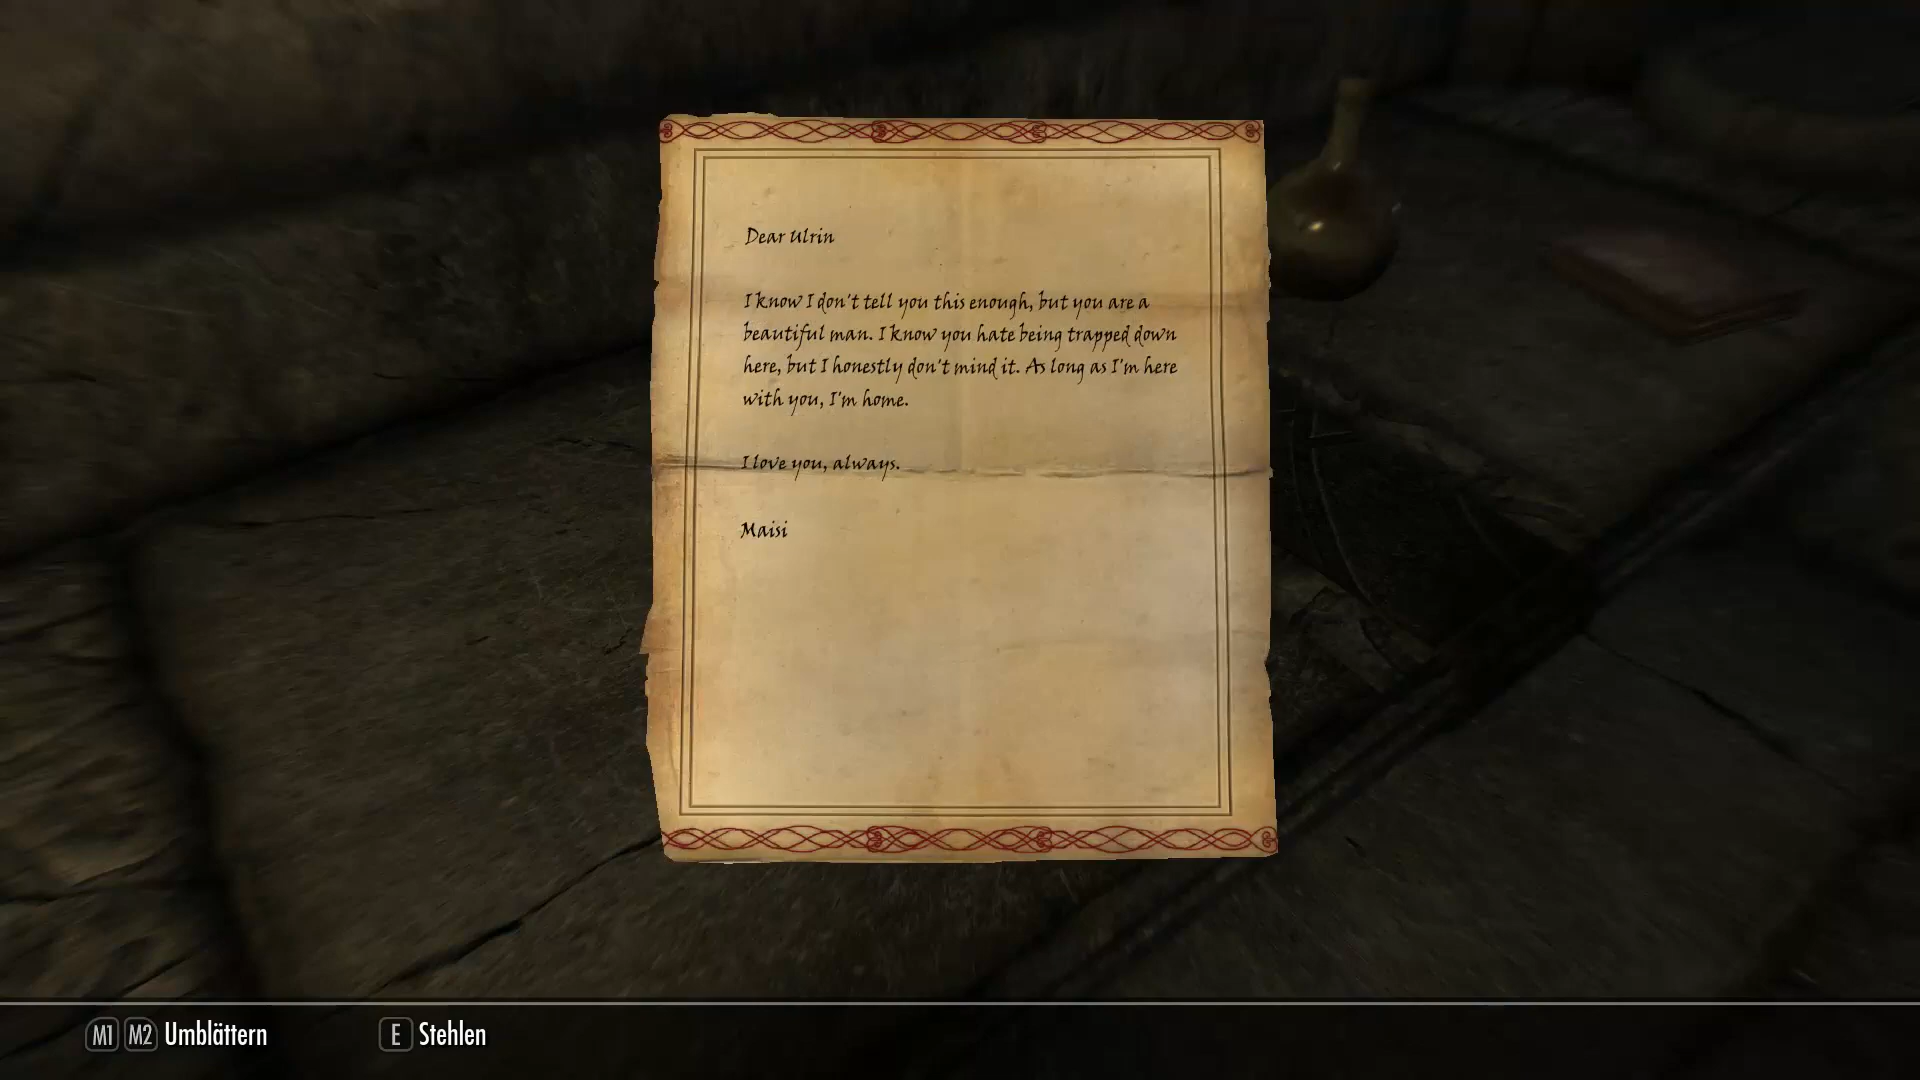 Dear Ulrin
I know I don't tell you this enough, but you are a
beautiful man. I know you hate being trapped down
here, but I honestly don't mind it. As long as I'm here
with you, I'm home.
I love you, always.
Maisi
M1 M2 Umblättern E Stehlen